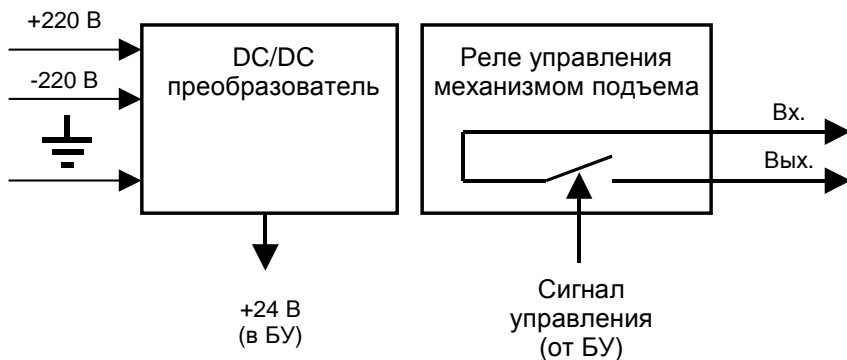 +220 В
-220 В
DC/DC
преобразователь
+24 В
(в БУ)
Реле управления
механизмом подъема
Вх.
Вых.
Сигнал
управления
(от БУ)